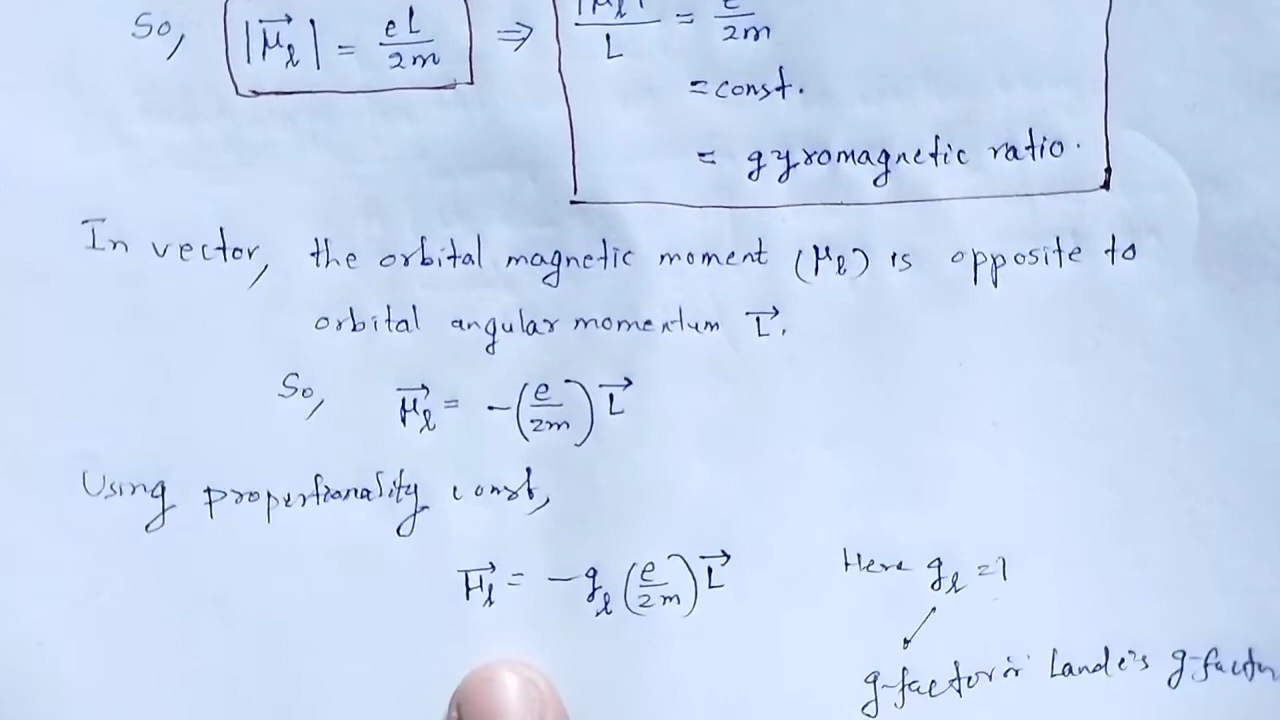 So, |μ⃗ₗ| = eL/2m ⇒ |μ⃗ₗ|/L = e/2m
= const.
= gyromagnetic ratio.
In vector, the orbital magnetic moment (μₗ) is opposite to
orbital angular momentum L⃗.
So, μ⃗ₗ = -(e/2m) L⃗
Using proportionality const,
μ⃗ₗ = -gₗ (e/2m) L⃗ Here gₗ = 1
g-factor or Lande's g-factor